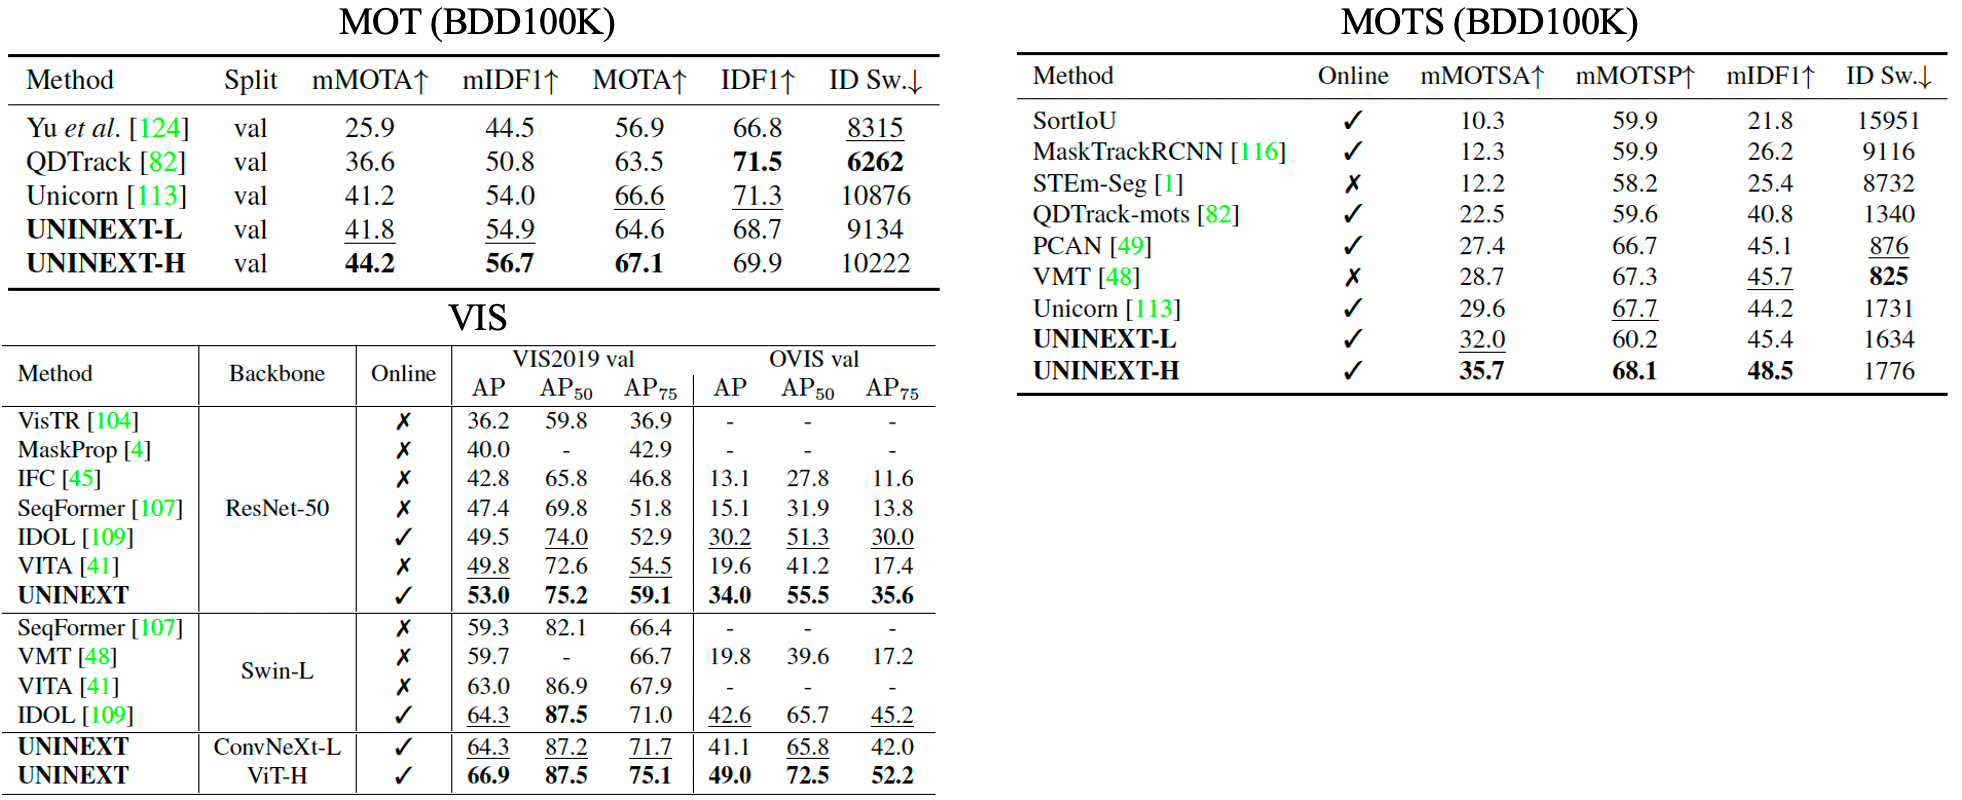 MOT (BDD100K)
Method Split mMOTA↑ mIDF1↑ MOTA↑ IDF1↑ ID Sw.↓
Yu et al. [124] val 25.9 44.5 56.9 66.8 8315
QDTrack [82] val 36.6 50.8 63.5 71.5 6262
Unicorn [113] val 41.2 54.0 66.6 71.3 10876
UNINEXT-L val 41.8 54.9 64.6 68.7 9134
UNINEXT-H val 44.2 56.7 67.1 69.9 10222
VIS
Method Backbone Online VIS2019 val OVIS val
AP AP50 AP75 AP AP50 AP75
VisTR [104] ✗ 36.2 59.8 36.9 - - -
MaskProp [4] ✗ 40.0 - 42.9 - - -
IFC [45] ✗ 42.8 65.8 46.8 13.1 27.8 11.6
SeqFormer [107] ResNet-50 ✗ 47.4 69.8 51.8 15.1 31.9 13.8
IDOL [109] ✓ 49.5 74.0 52.9 30.2 51.3 30.0
VITA [41] ✗ 49.8 72.6 54.5 19.6 41.2 17.4
UNINEXT ✓ 53.0 75.2 59.1 34.0 55.5 35.6
SeqFormer [107] ✗ 59.3 82.1 66.4 - - -
VMT [48] ✗ 59.7 - 66.7 19.8 39.6 17.2
Swin-L
VITA [41] ✗ 63.0 86.9 67.9 - - -
IDOL [109] ✓ 64.3 87.5 71.0 42.6 65.7 45.2
UNINEXT ConvNeXt-L ✓ 64.3 87.2 71.7 41.1 65.8 42.0
UNINEXT ViT-H ✓ 66.9 87.5 75.1 49.0 72.5 52.2
MOTS (BDD100K)
Method Online mMOTSA↑ mMOTSP↑ mIDF1↑ ID Sw.↓
SortIoU ✓ 10.3 59.9 21.8 15951
MaskTrackRCNN [116] ✓ 12.3 59.9 26.2 9116
STEm-Seg [1] ✗ 12.2 58.2 25.4 8732
QDTrack-mots [82] ✓ 22.5 59.6 40.8 1340
PCAN [49] ✓ 27.4 66.7 45.1 876
VMT [48] ✗ 28.7 67.3 45.7 825
Unicorn [113] ✓ 29.6 67.7 44.2 1731
UNINEXT-L ✓ 32.0 60.2 45.4 1634
UNINEXT-H ✓ 35.7 68.1 48.5 1776